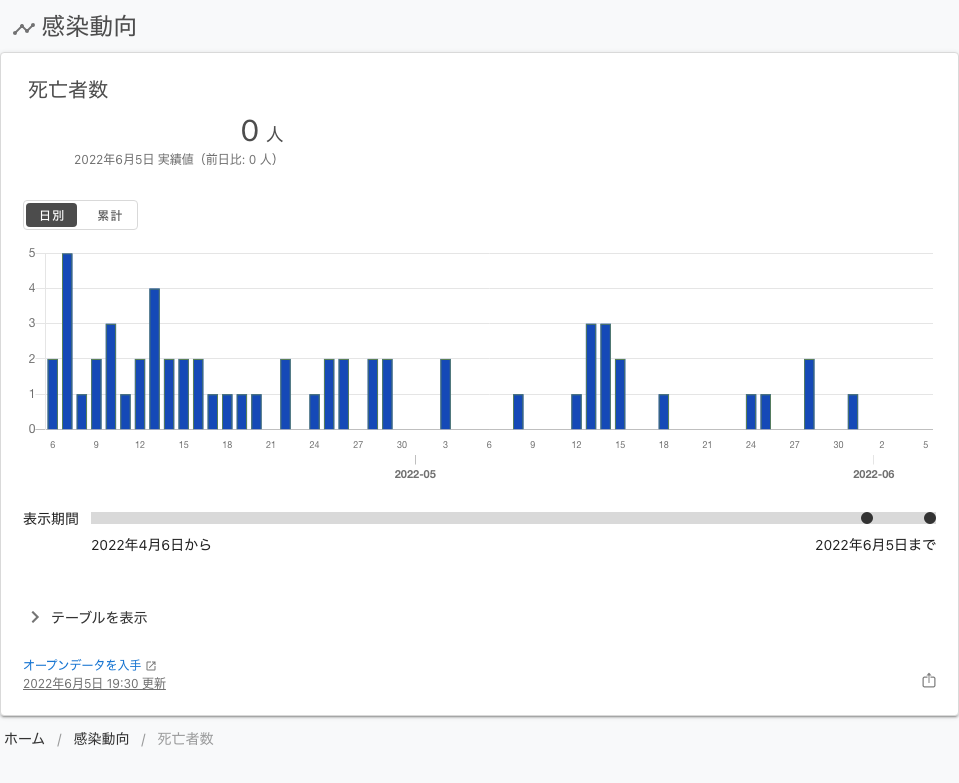 感染動向
死亡者数
0 人
2022年6月5日 実績値（前日比: 0 人）
日別 累計
5
4
3
2
1
0
6 9 12 15 18 21 24 27 30 3 6 9 12 15 18 21 24 27 30 2 5
2022-05 2022-06
表示期間
2022年4月6日から 2022年6月5日まで
テーブルを表示
オープンデータを入手
2022年6月5日 19:30 更新
ホーム / 感染動向 / 死亡者数